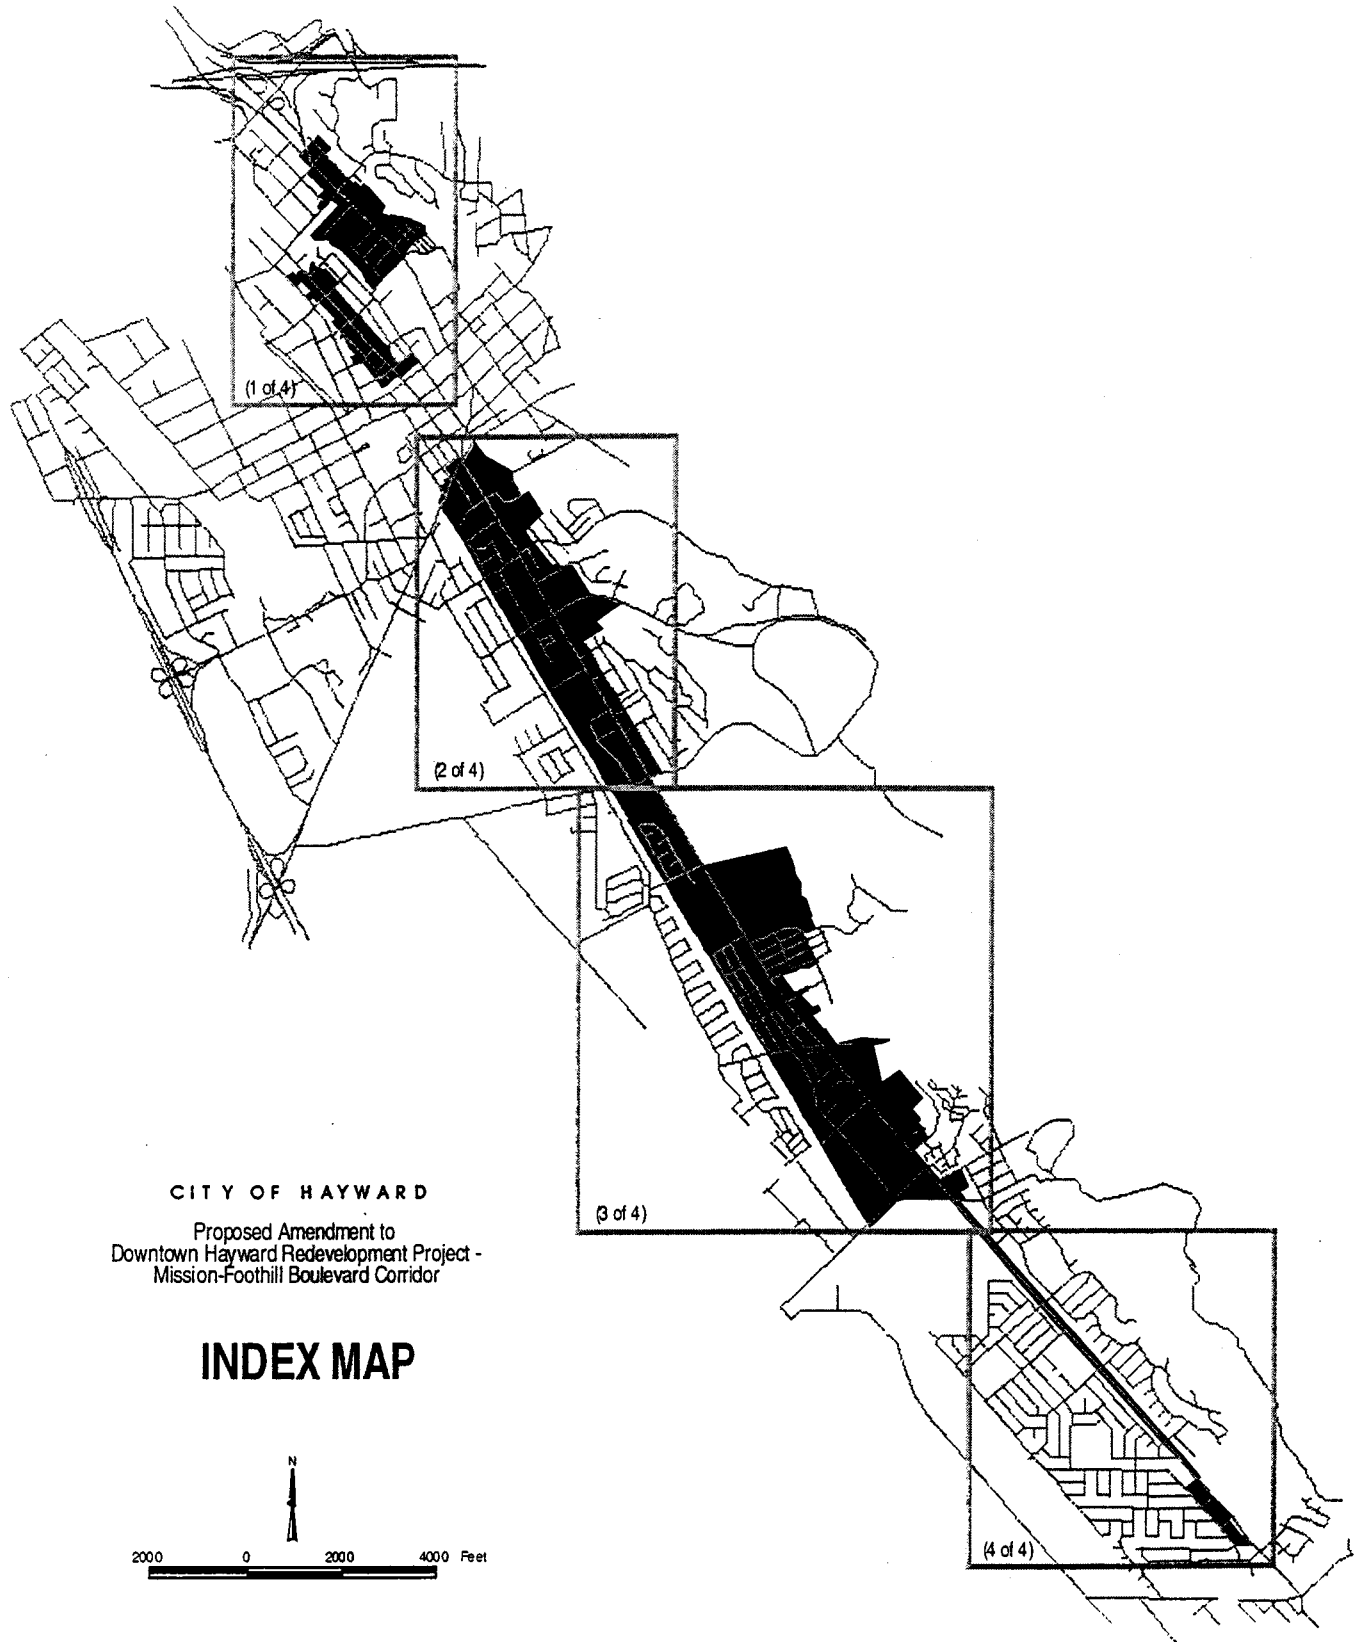 (1 of 4)
(2 of 4)
(3 of 4)
(4 of 4)
CITY OF HAYWARD
Proposed Amendment to
Downtown Hayward Redevelopment Project -
Mission-Foothill Boulevard Corridor
INDEX MAP
N
2000 0 2000 4000 Feet